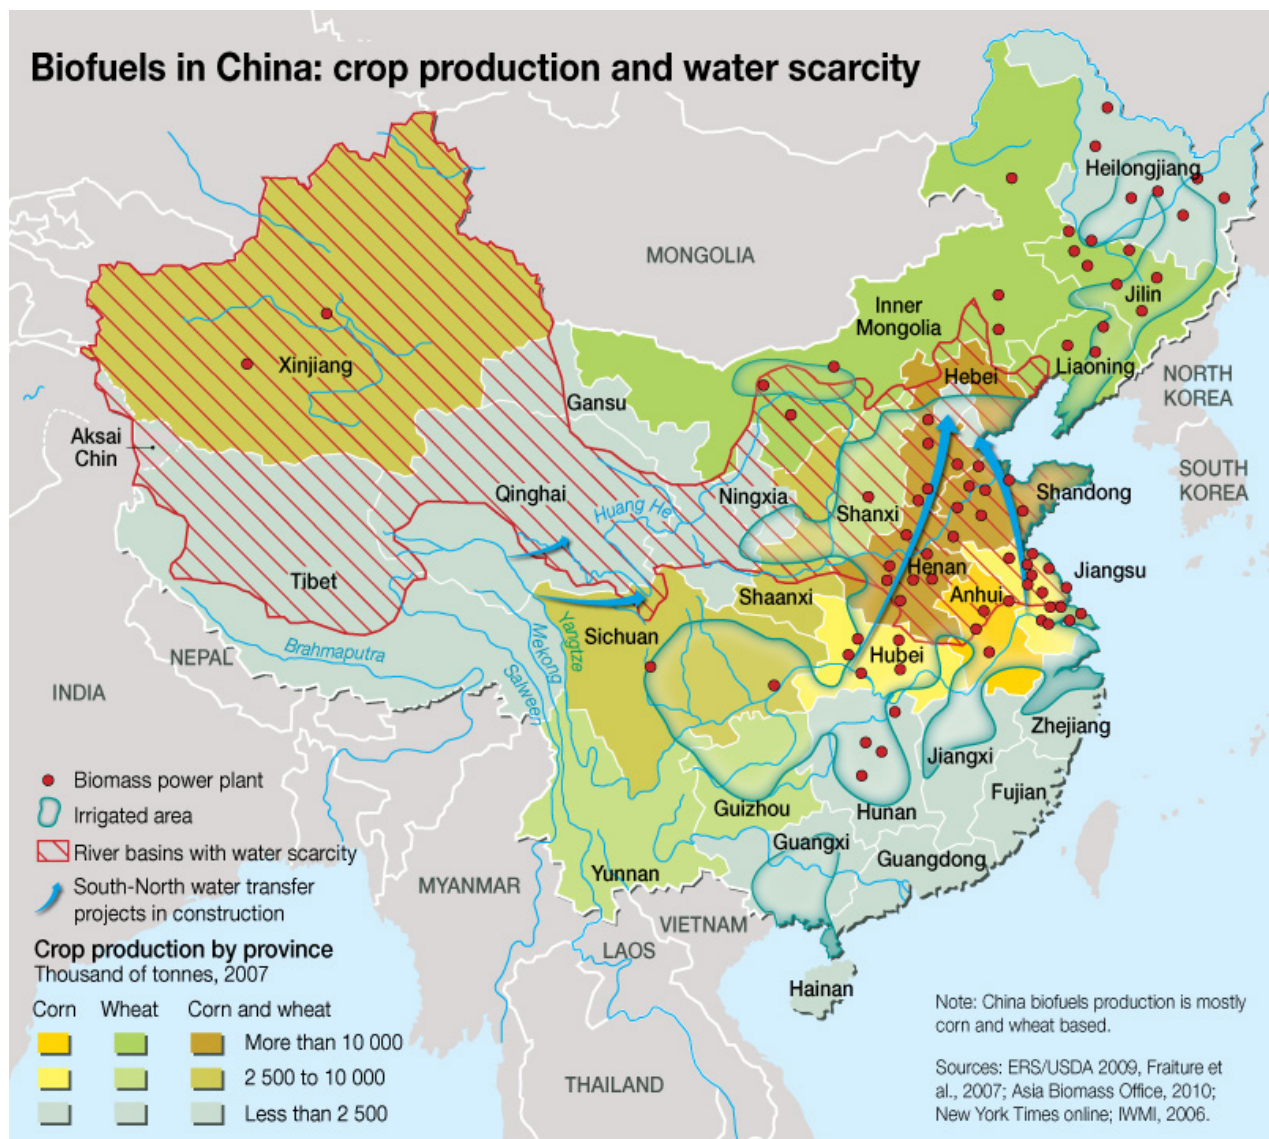 Biofuels in China: crop production and water scarcity
Heilongjiang
MONGOLIA
Jilin
Inner
Mongolia
Xinjiang
Liaoning
Hebei
NORTH
KOREA
Gansu
Aksai
Chin
SOUTH
KOREA
Qinghai
Ningxia
Shandong
Huang He
Shanxi
Tibet
Henan
Jiangsu
Shaanxi
Anhui
Sichuan
Yangtze
Mekong
Brahmaputra
NEPAL
Hubei
INDIA
Salween
Zhejiang
Jiangxi
Fujian
Guizhou
Hunan
Guangxi
Guangdong
Yunnan
MYANMAR
VIETNAM
LAOS
Hainan
THAILAND
Biomass power plant
Irrigated area
River basins with water scarcity
South-North water transfer
projects in construction
Crop production by province
Thousand of tonnes, 2007
Corn Wheat Corn and wheat
More than 10 000
2 500 to 10 000
Less than 2 500
Note: China biofuels production is mostly
corn and wheat based.
Sources: ERS/USDA 2009, Fraiture et
al., 2007; Asia Biomass Office, 2010;
New York Times online; IWMI, 2006.